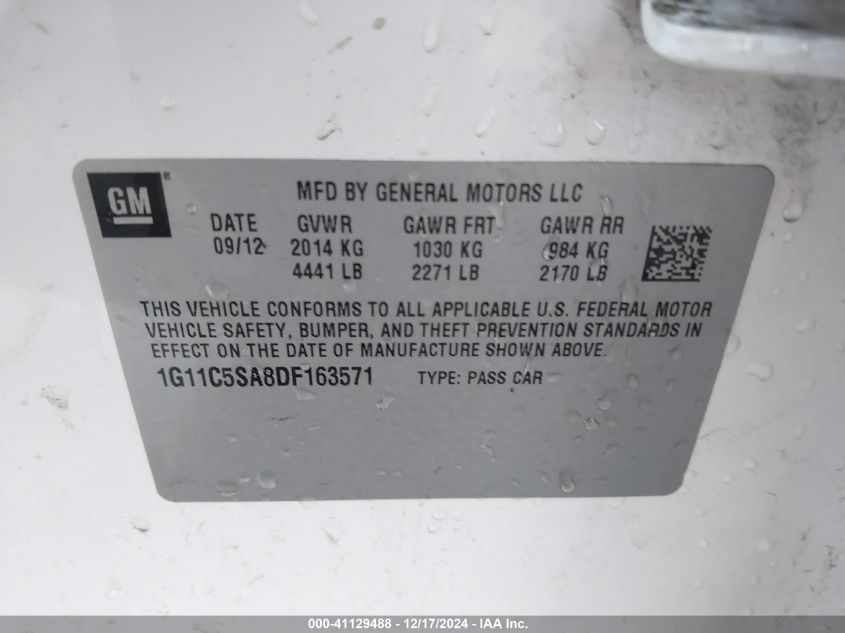 GM®
MFD BY GENERAL MOTORS LLC
DATE GVWR GAWR FRT GAWR RR
09/12 2014 KG 1030 KG 984 KG
4441 LB 2271 LB 2170 LB
THIS VEHICLE CONFORMS TO ALL APPLICABLE U.S. FEDERAL MOTOR
VEHICLE SAFETY, BUMPER, AND THEFT PREVENTION STANDARDS IN
EFFECT ON THE DATE OF MANUFACTURE SHOWN ABOVE.
1G11C5SA8DF163571 TYPE: PASS CAR
000-41129488 - 12/17/2024 - IAA Inc.